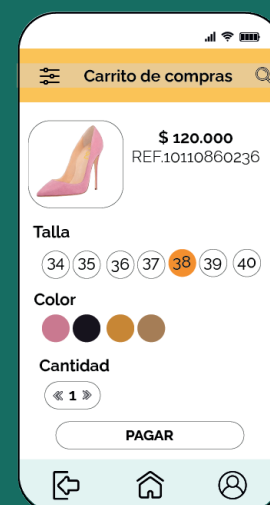 Carrito de compras
$ 120.000
REF.10110860236
Talla
34 35 36 37 38 39 40
Color
Cantidad
« 1 »
PAGAR